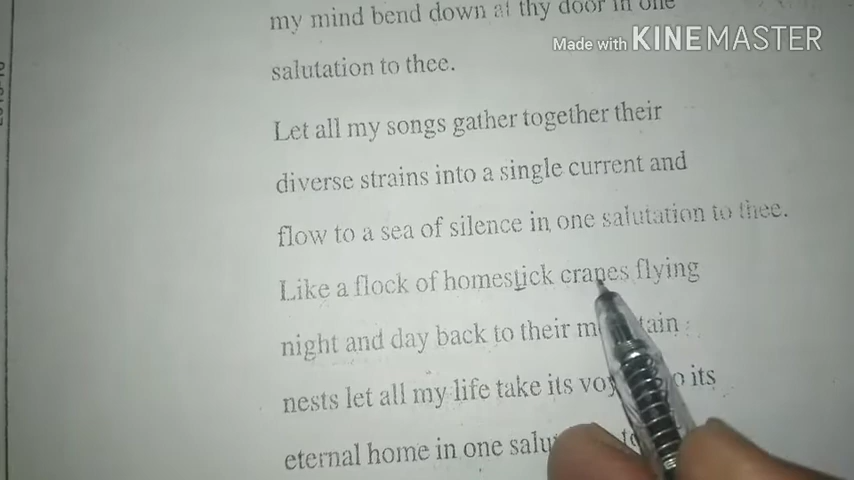 my mind bend down at thy door in one
Made with KINEMASTER
salutation to thee.
Let all my songs gather together their
diverse strains into a single current and
flow to a sea of silence in one salutation to thee.
Like a flock of homestick cranes flying
night and day back to their
nests let all my life take its its
eternal home in one